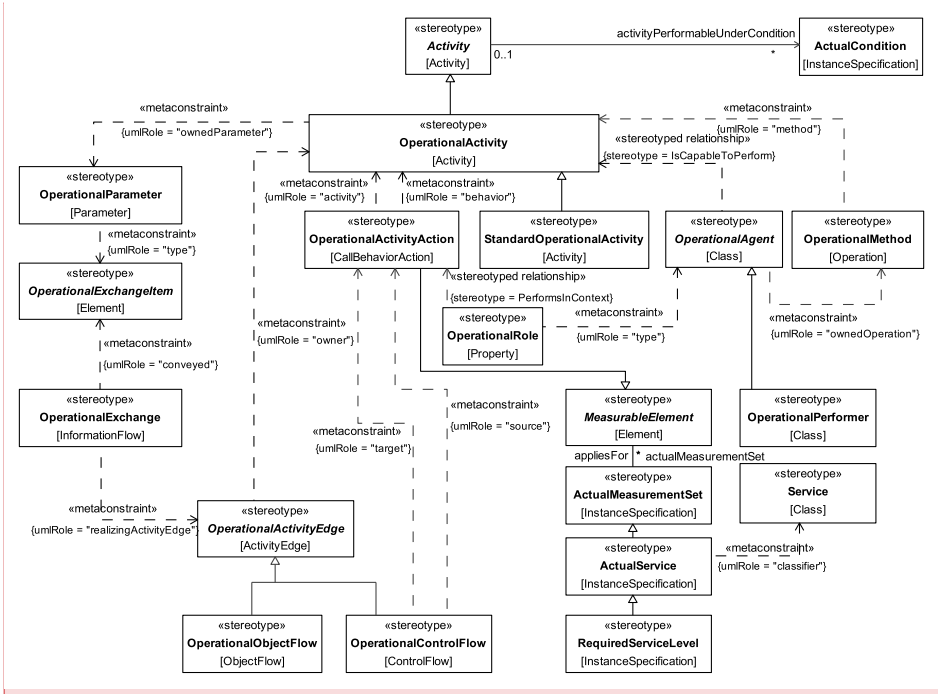 «stereotype»
Activity
[Activity]
activityPerformableUnderCondition
0..1
*
«stereotype»
ActualCondition
[InstanceSpecification]
«metaconstraint»
{umlRole = "ownedParameter"}
«stereotype»
OperationalActivity
[Activity]
«metaconstraint»
{umlRole = "method"}
«stereotyped relationship»
{stereotype = IsCapableToPerform}
«stereotype»
OperationalParameter
[Parameter]
«metaconstraint»
{umlRole = "activity"}
«metaconstraint»
{umlRole = "behavior"}
«metaconstraint»
{umlRole = "type"}
«stereotype»
OperationalActivityAction
[CallBehaviorAction]
«stereotype»
StandardOperationalActivity
[Activity]
«stereotype»
OperationalAgent
[Class]
«stereotype»
OperationalMethod
[Operation]
«stereotype»
OperationalExchangeItem
[Element]
«stereotyped relationship»
{stereotype = PerformsInContext}
«stereotype»
OperationalRole
[Property]
«metaconstraint»
{umlRole = "type"}
«metaconstraint»
{umlRole = "ownedOperation"}
«metaconstraint»
{umlRole = "owner"}
«metaconstraint»
{umlRole = "conveyed"}
«stereotype»
OperationalExchange
[InformationFlow]
«metaconstraint»
{umlRole = "source"}
«metaconstraint»
{umlRole = "target"}
«stereotype»
MeasurableElement
[Element]
«stereotype»
OperationalPerformer
[Class]
appliesFor
*
actualMeasurementSet
«stereotype»
ActualMeasurementSet
[InstanceSpecification]
«stereotype»
Service
[Class]
«metaconstraint»
{umlRole = "realizingActivityEdge"}
«stereotype»
OperationalActivityEdge
[ActivityEdge]
«stereotype»
ActualService
[InstanceSpecification]
«metaconstraint»
{umlRole = "classifier"}
«stereotype»
OperationalObjectFlow
[ObjectFlow]
«stereotype»
OperationalControlFlow
[ControlFlow]
«stereotype»
RequiredServiceLevel
[InstanceSpecification]